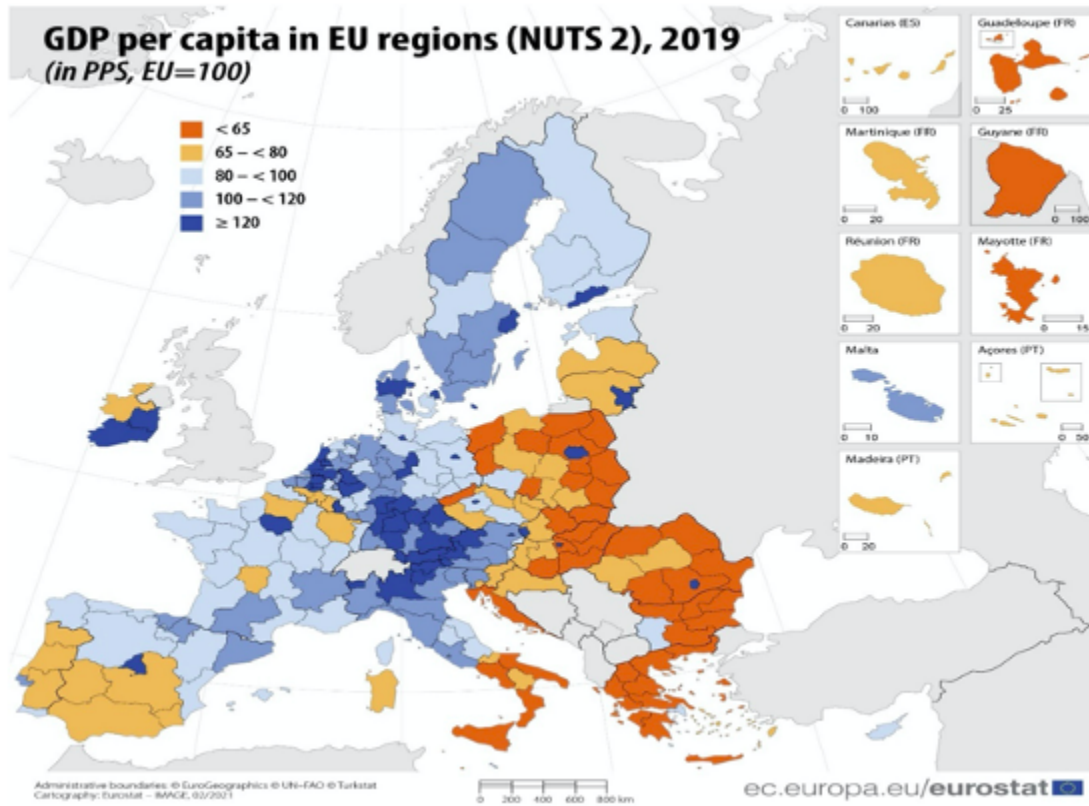 GDP per capita in EU regions (NUTS 2), 2019
(in PPS, EU=100)
< 65
65 – < 80
80 – < 100
100 – < 120
≥ 120
Canarias (ES)
0 100
Guadeloupe (FR)
0 25
Martinique (FR)
0 20
Guyane (FR)
0 100
Réunion (FR)
0 20
Mayotte (FR)
0 15
Malta
0 10
Açores (PT)
0 50
Madeira (PT)
0 20
Administrative boundaries: © EuroGeographics © UN–FAO © Turkstat
Cartography: Eurostat – IMAGE, 02/2021
0 200 400 600 800 km
ec.europa.eu/eurostat